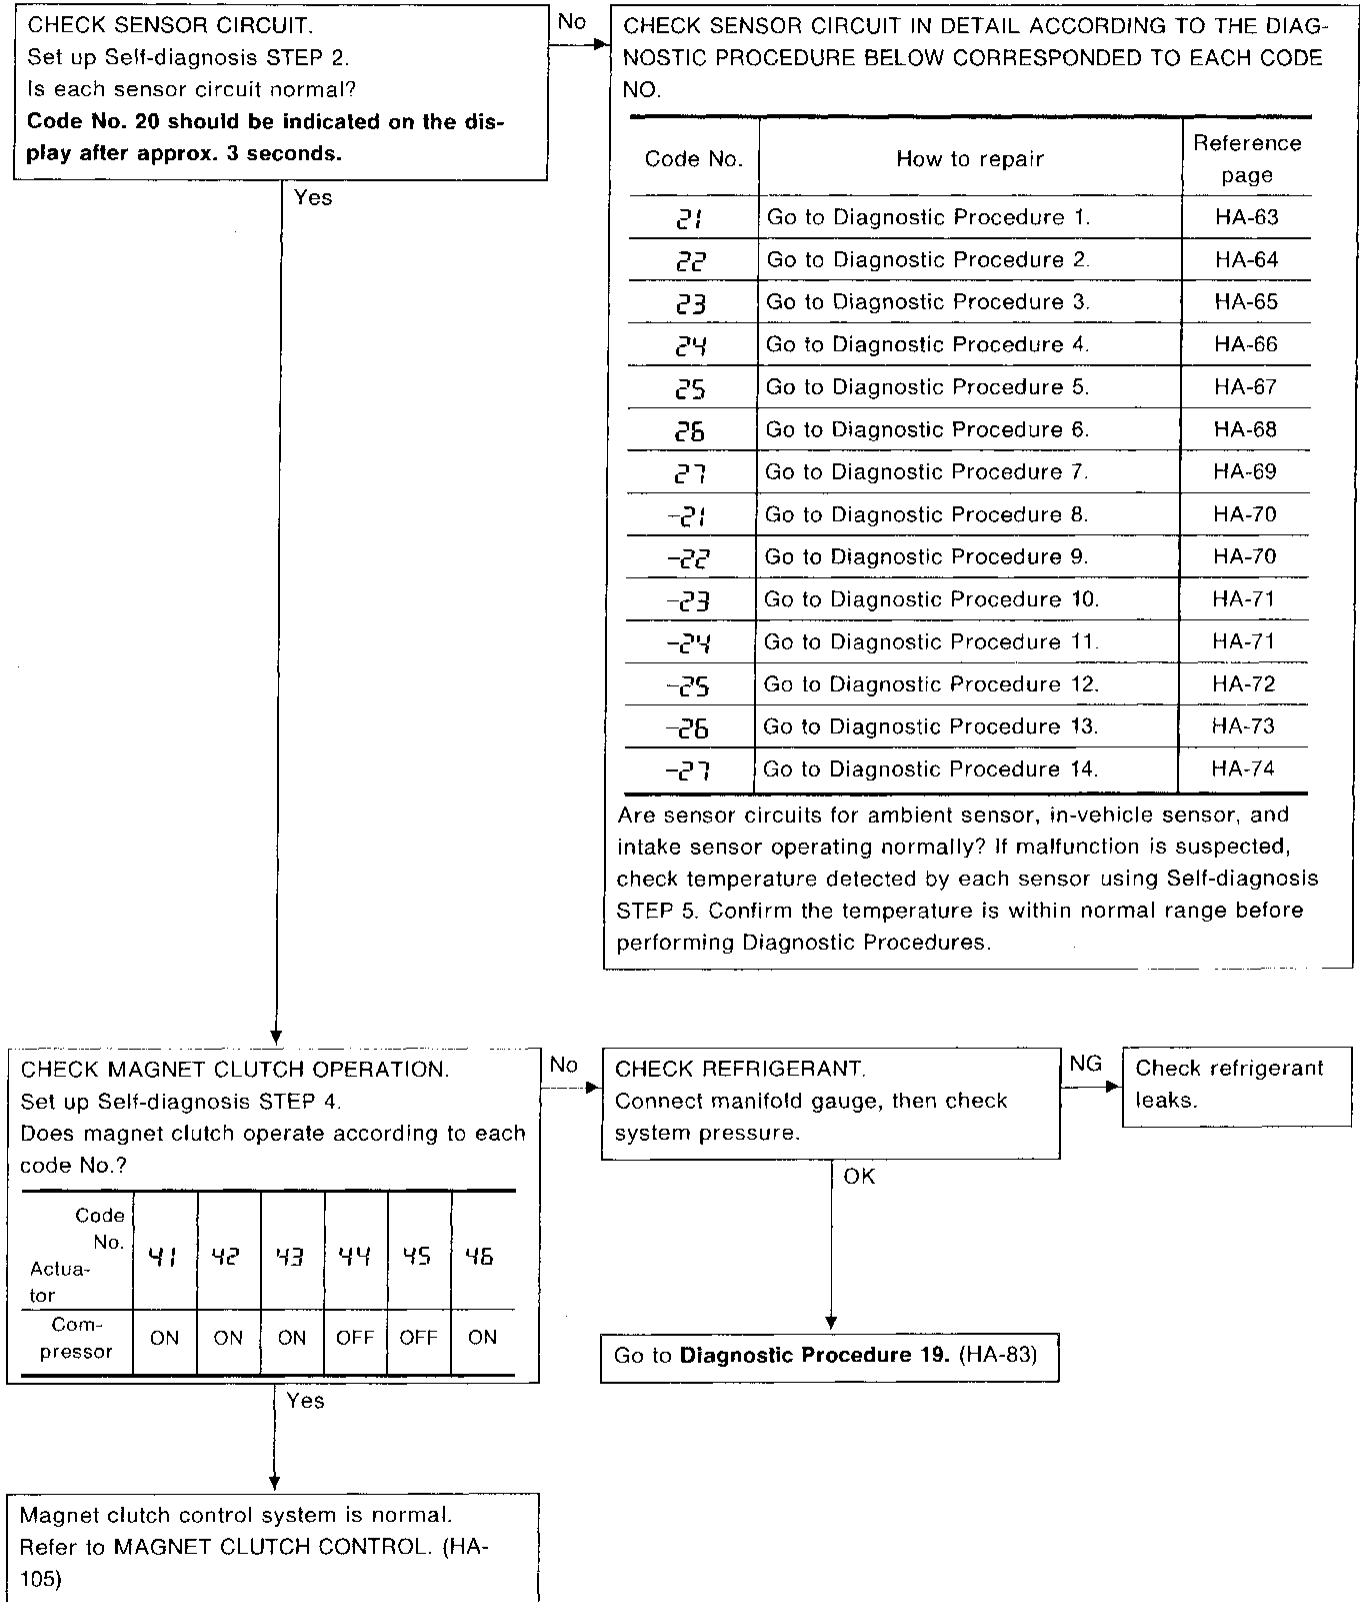 CHECK SENSOR CIRCUIT.
Set up Self-diagnosis STEP 2.
Is each sensor circuit normal?
Code No. 20 should be indicated on the dis-
play after approx. 3 seconds.
No
Yes
CHECK SENSOR CIRCUIT IN DETAIL ACCORDING TO THE DIAG-
NOSTIC PROCEDURE BELOW CORRESPONDED TO EACH CODE
NO.
Code No. How to repair Reference page
21 Go to Diagnostic Procedure 1. HA-63
22 Go to Diagnostic Procedure 2. HA-64
23 Go to Diagnostic Procedure 3. HA-65
24 Go to Diagnostic Procedure 4. HA-66
25 Go to Diagnostic Procedure 5. HA-67
26 Go to Diagnostic Procedure 6. HA-68
27 Go to Diagnostic Procedure 7. HA-69
-21 Go to Diagnostic Procedure 8. HA-70
-22 Go to Diagnostic Procedure 9. HA-70
-23 Go to Diagnostic Procedure 10. HA-71
-24 Go to Diagnostic Procedure 11. HA-71
-25 Go to Diagnostic Procedure 12. HA-72
-26 Go to Diagnostic Procedure 13. HA-73
-27 Go to Diagnostic Procedure 14. HA-74
Are sensor circuits for ambient sensor, in-vehicle sensor, and
intake sensor operating normally? If malfunction is suspected,
check temperature detected by each sensor using Self-diagnosis
STEP 5. Confirm the temperature is within normal range before
performing Diagnostic Procedures.
CHECK MAGNET CLUTCH OPERATION.
Set up Self-diagnosis STEP 4.
Does magnet clutch operate according to each
code No.?
Code
No.
Actua-
tor
41 42 43 44 45 46
Com-
pressor
ON ON ON OFF OFF ON
No
Yes
CHECK REFRIGERANT.
Connect manifold gauge, then check
system pressure.
NG
Check refrigerant
leaks.
OK
Go to Diagnostic Procedure 19. (HA-83)
Magnet clutch control system is normal.
Refer to MAGNET CLUTCH CONTROL. (HA-
105)